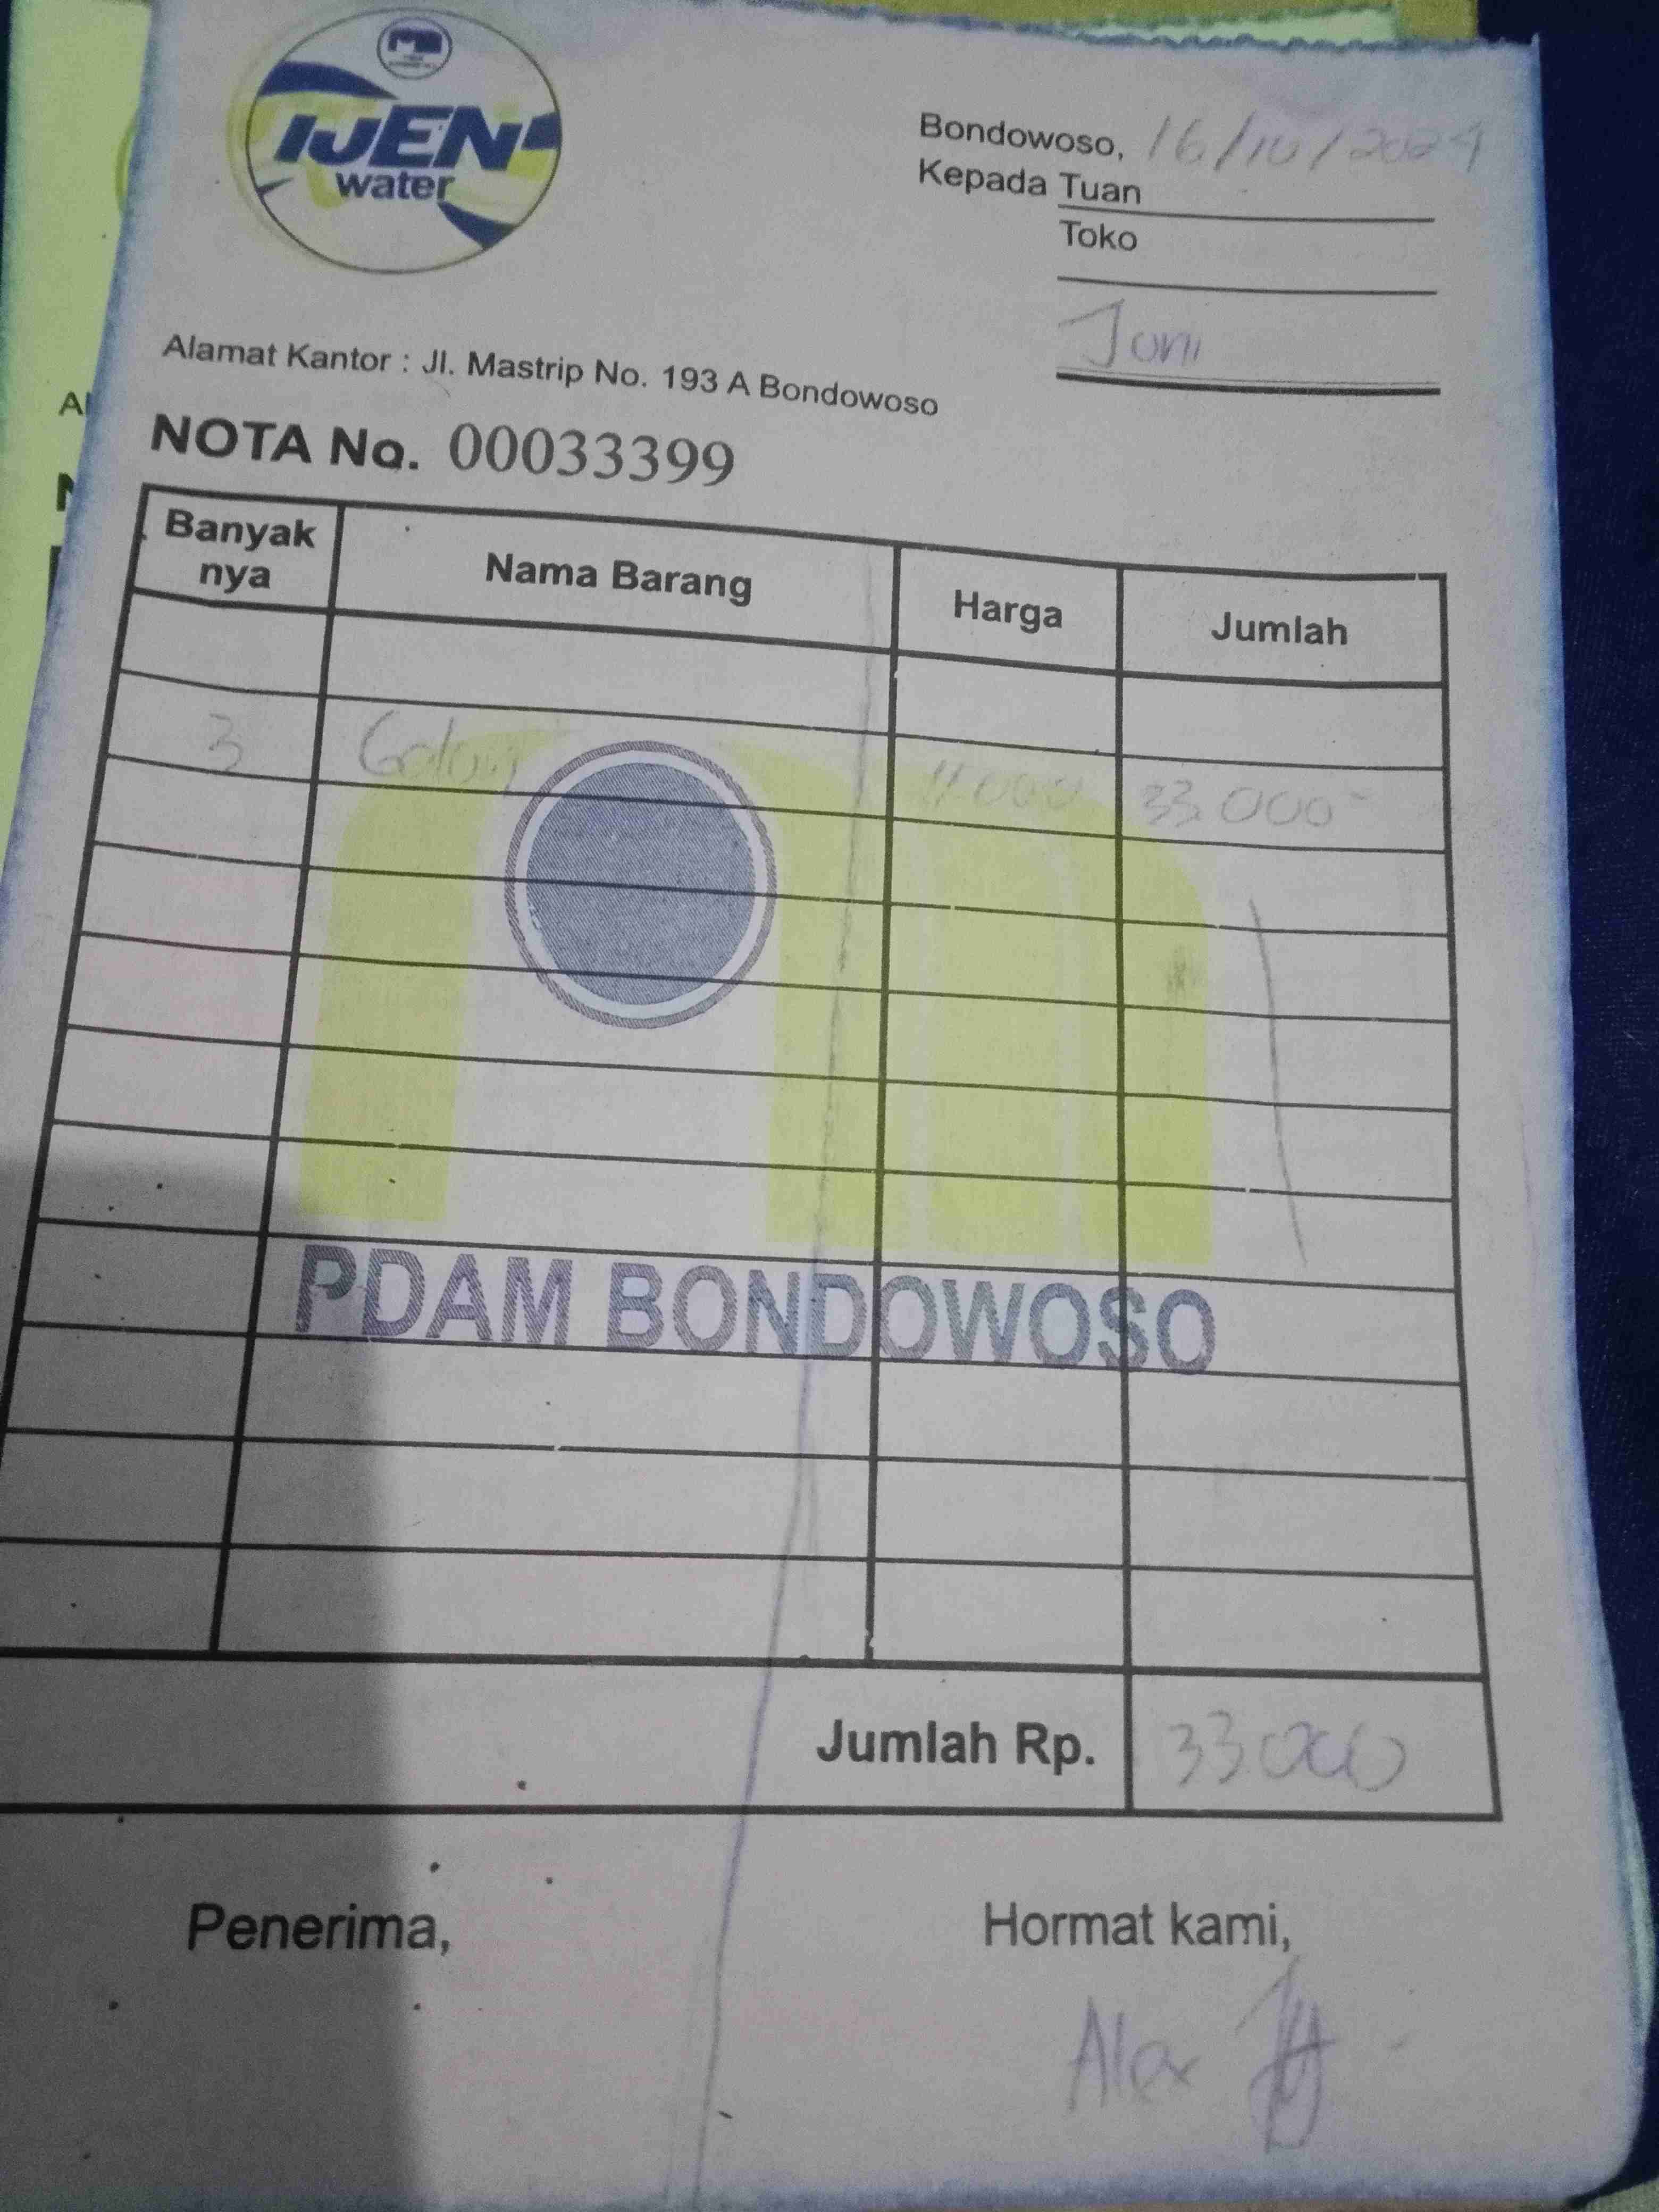 IJEN
water
Bondowoso, 16/10/2024
Kepada Tuan
Toko
Joni
Alamat Kantor : Jl. Mastrip No. 193 A Bondowoso
NOTA No. 00033399
Banyak nya Nama Barang Harga Jumlah
3 Galon 11 000 33.000
PDAM BONDOWOSO
Jumlah Rp. 33.000
Penerima, Hormat kami,
Alex